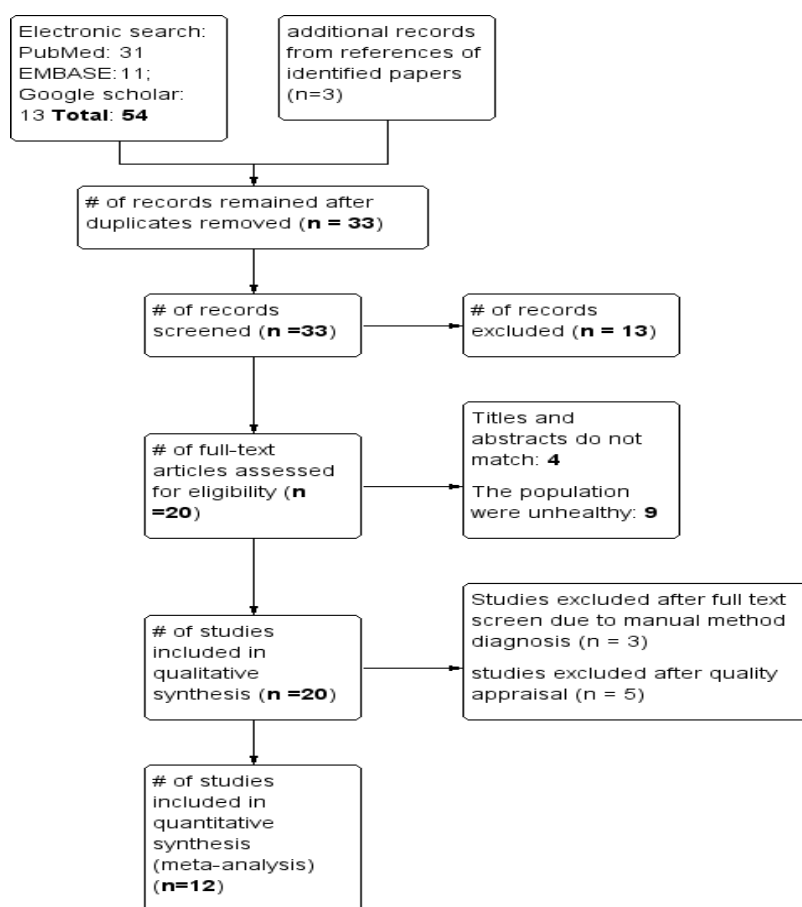 Electronic search:
PubMed: 31
EMBASE:11;
Google scholar:
13 Total: 54
additional records
from references of
identified papers
(n=3)
# of records remained after
duplicates removed (n = 33)
# of records
screened (n =33)
# of records
excluded (n = 13)
# of full-text
articles assessed
for eligibility (n
=20)
Titles and
abstracts do not
match: 4
The population
were unhealthy: 9
# of studies
included in
qualitative
synthesis (n =20)
Studies excluded after full text
screen due to manual method
diagnosis (n = 3)
studies excluded after quality
appraisal (n = 5)
# of studies
included in
quantitative
synthesis
(meta-analysis)
(n=12)